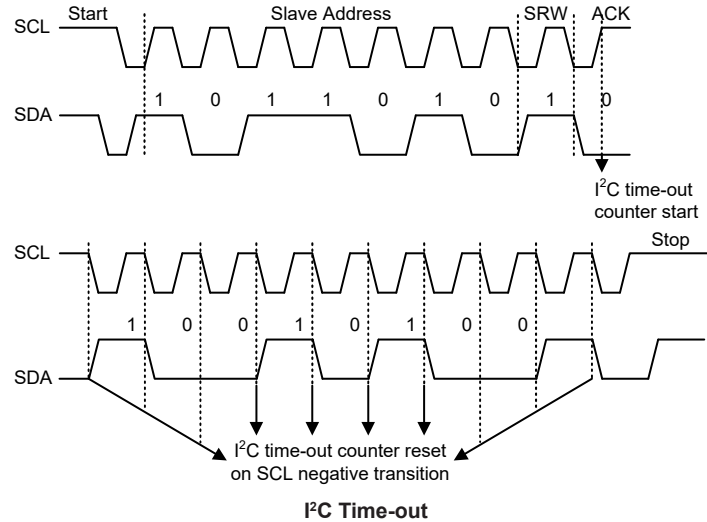 Start Slave Address SRW ACK
SCL
1 0 1 1 0 1 0 1 0
SDA
I²C time-out
counter start
Stop
SCL
1 0 0 1 0 1 0 0
SDA
I²C time-out counter reset
on SCL negative transition
I²C Time-out